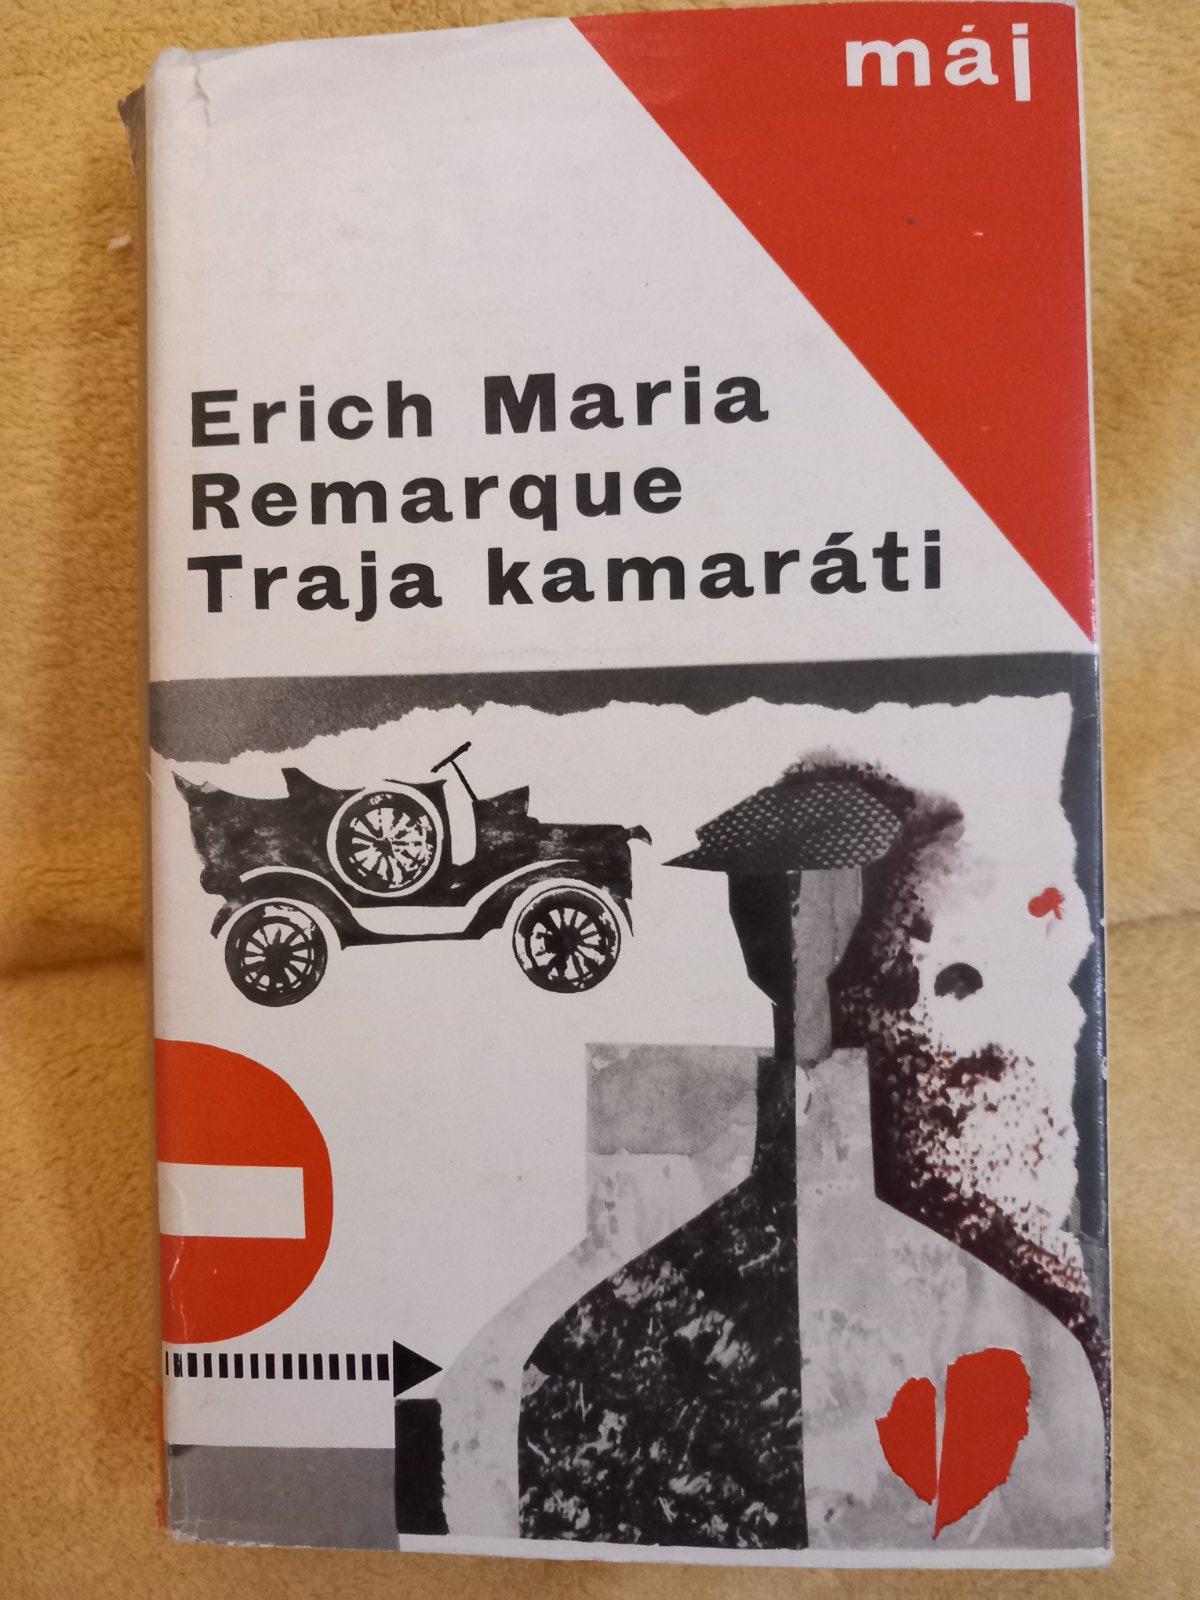 máj
Erich Maria
Remarque
Traja kamaráti